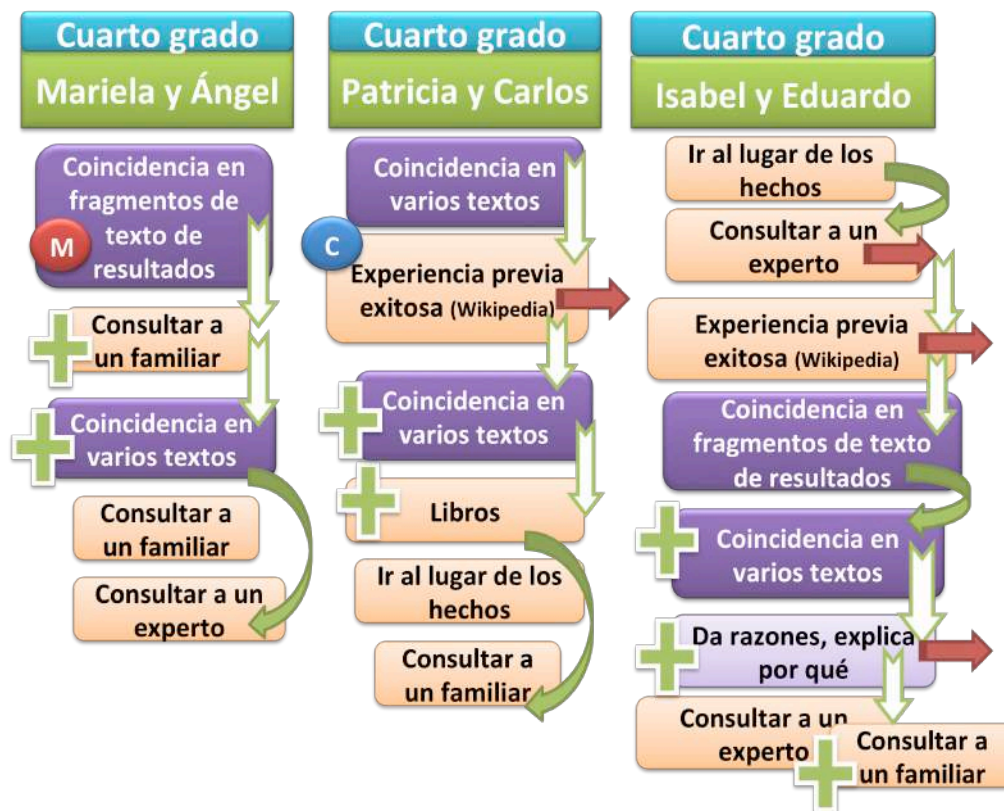 Cuarto grado
Mariela y Ángel
Coincidencia en
fragmentos de
texto de
resultados
M
Consultar a
un familiar
Coincidencia en
varios textos
Consultar a
un familiar
Consultar a un
experto
Cuarto grado
Patricia y Carlos
Coincidencia en
varios textos
C
Experiencia previa
exitosa (Wikipedia)
Coincidencia en
varios textos
Libros
Ir al lugar de los
hechos
Consultar a
un familiar
Cuarto grado
Isabel y Eduardo
Ir al lugar de los
hechos
Consultar a un
experto
Experiencia previa
exitosa (Wikipedia)
Coincidencia en
fragmentos de texto
de resultados
Coincidencia en
varios textos
Da razones, explica
por qué
Consultar a un
experto
Consultar a
un familiar